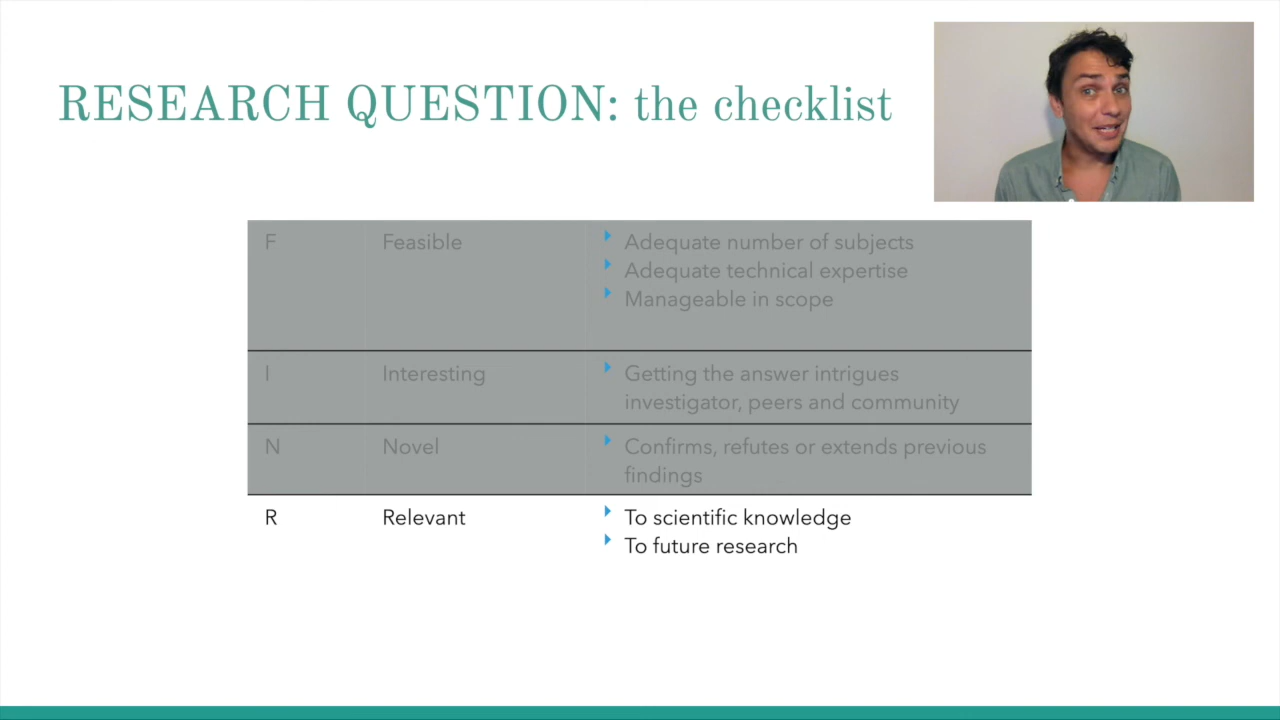 RESEARCH QUESTION: the checklist
F Feasible Adequate number of subjects
Adequate technical expertise
Manageable in scope
I Interesting Getting the answer intrigues
investigator, peers and community
N Novel Confirms, refutes or extends previous
findings
R Relevant To scientific knowledge
To future research